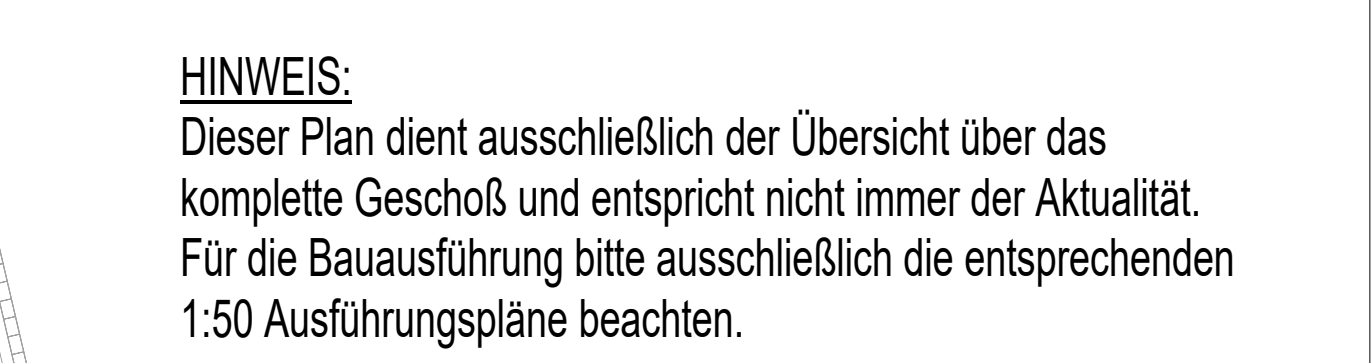 HINWEIS:
Dieser Plan dient ausschließlich der Übersicht über das
komplette Geschoß und entspricht nicht immer der Aktualität.
Für die Bauausführung bitte ausschließlich die entsprechenden
1:50 Ausführungspläne beachten.